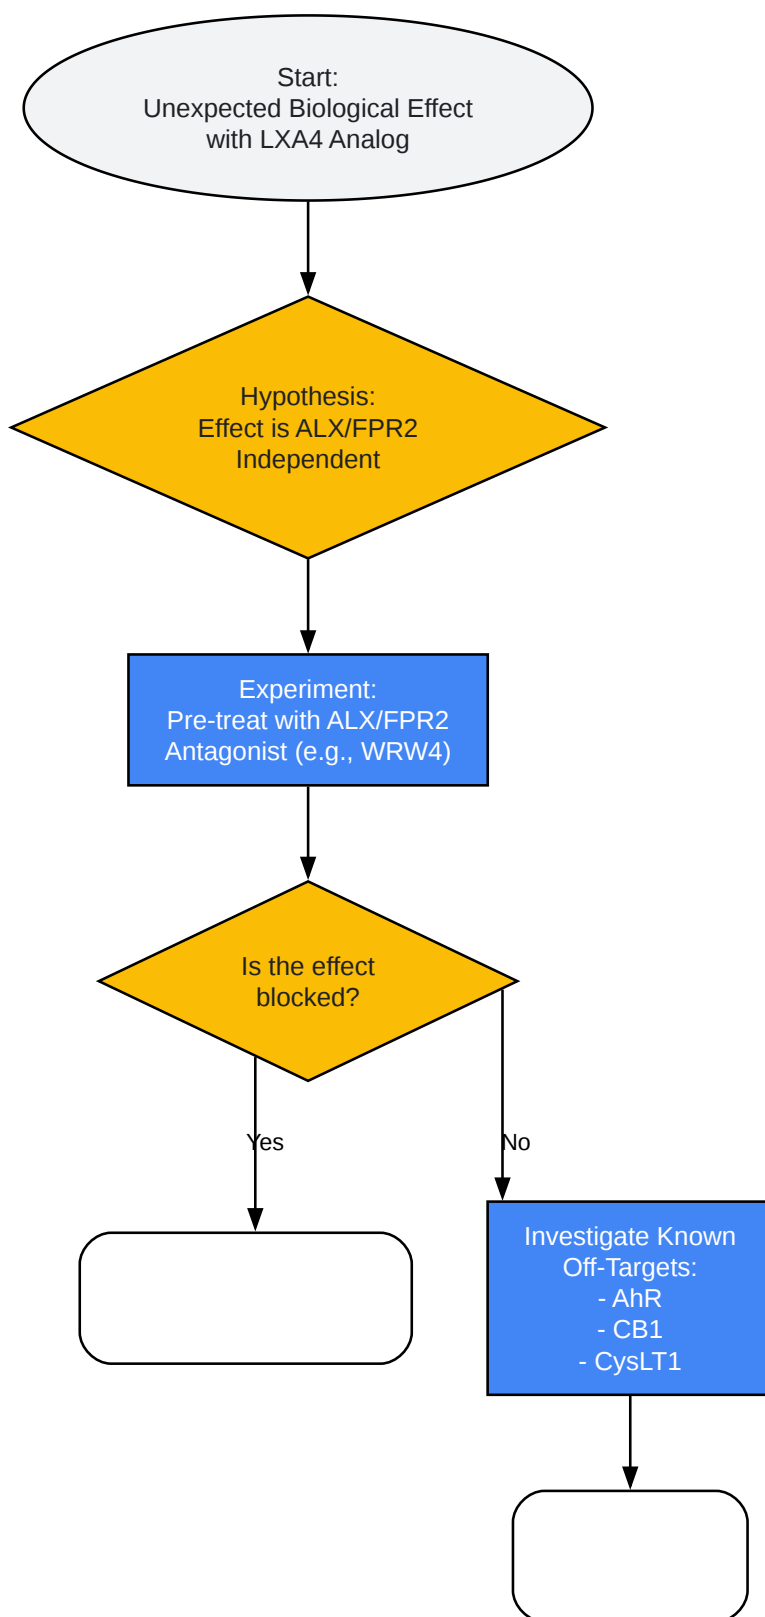 Start:
Unexpected Biological Effect
with LXA4 Analog
Hypothesis:
Effect is ALX/FPR2
Independent
Experiment:
Pre-treat with ALX/FPR2
Antagonist (e.g., WRW4)
Is the effect
blocked?
Yes
No
Investigate Known
Off-Targets:
- AhR
- CB1
- CysLT1